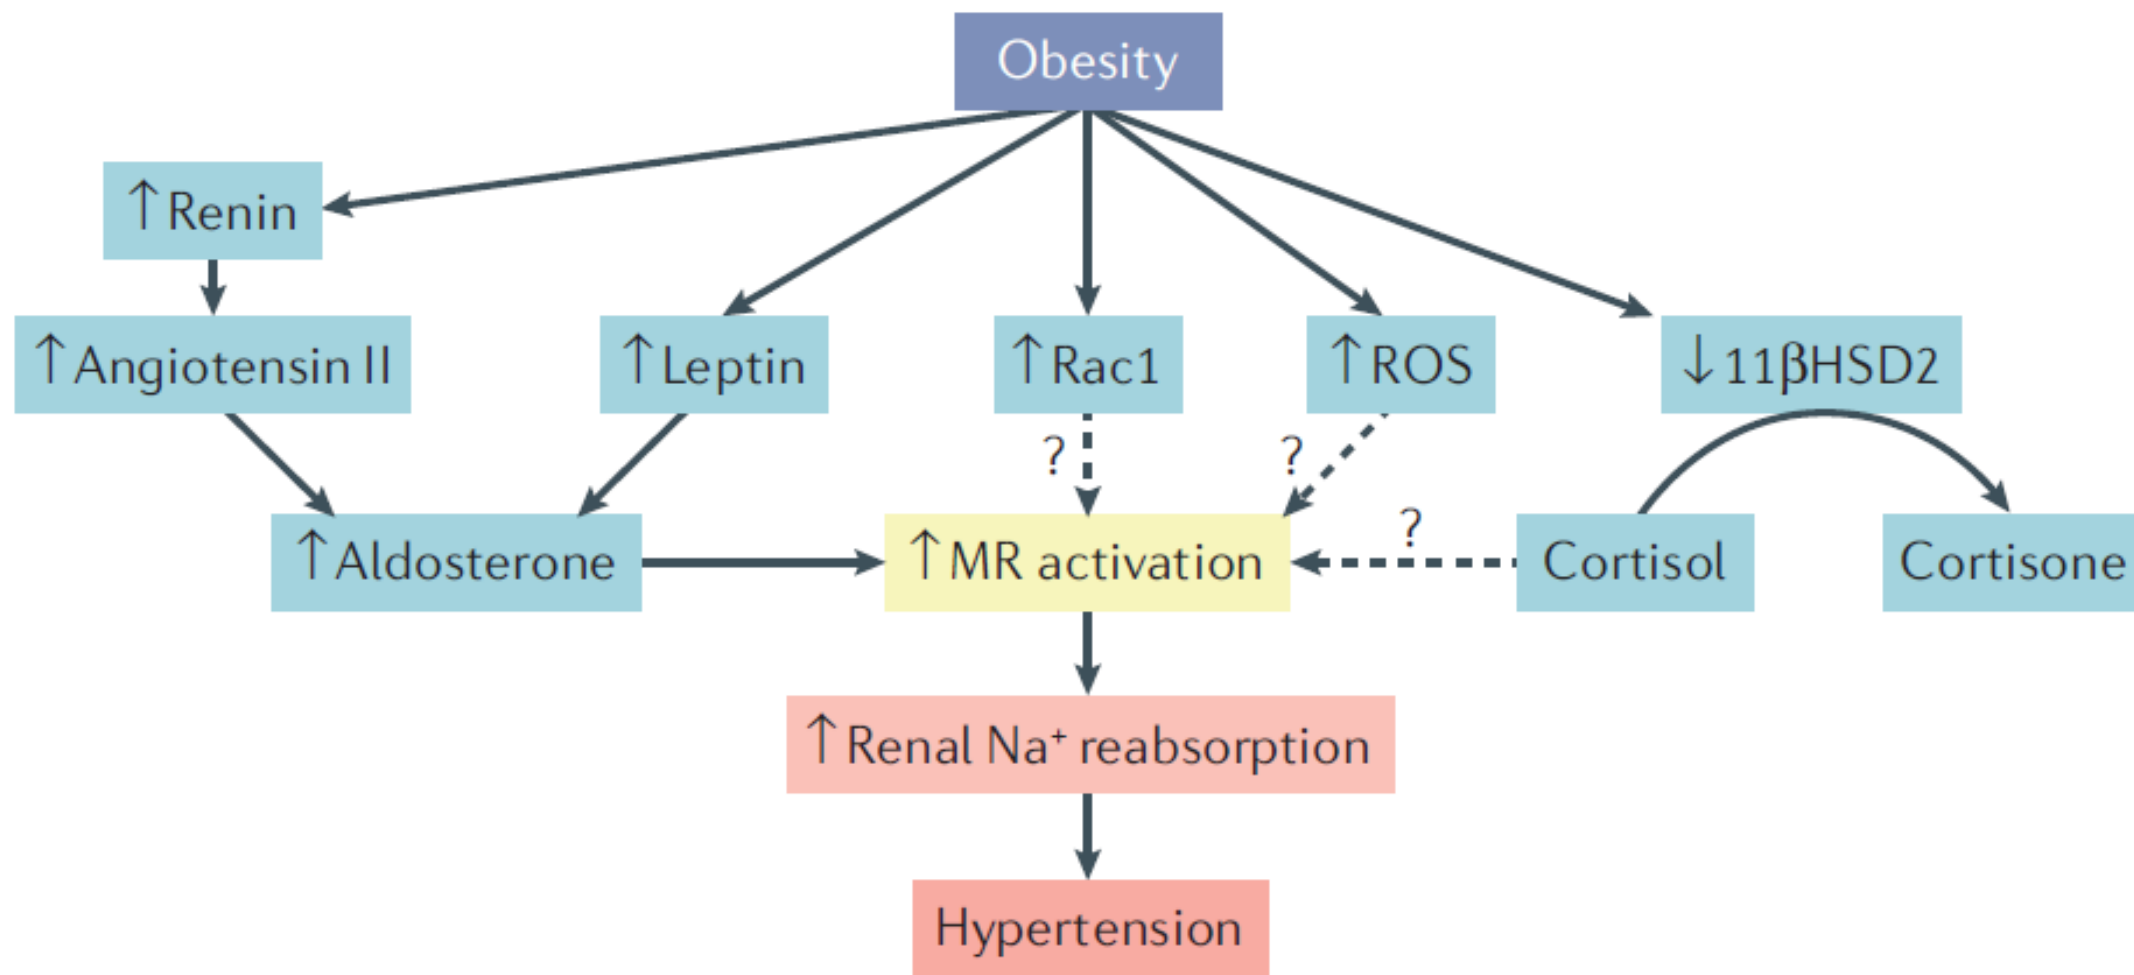 Obesity
↑Renin
↑Angiotensin II
↑Leptin
↑Rac1
↑ROS
↓11βHSD2
?
?
?
↑Aldosterone
↑MR activation
Cortisol
Cortisone
↑Renal Na⁺ reabsorption
Hypertension